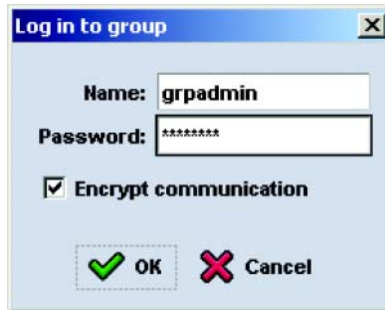 Log in to group
Name: grpadmin
Password: ********
Encrypt communication
OK Cancel